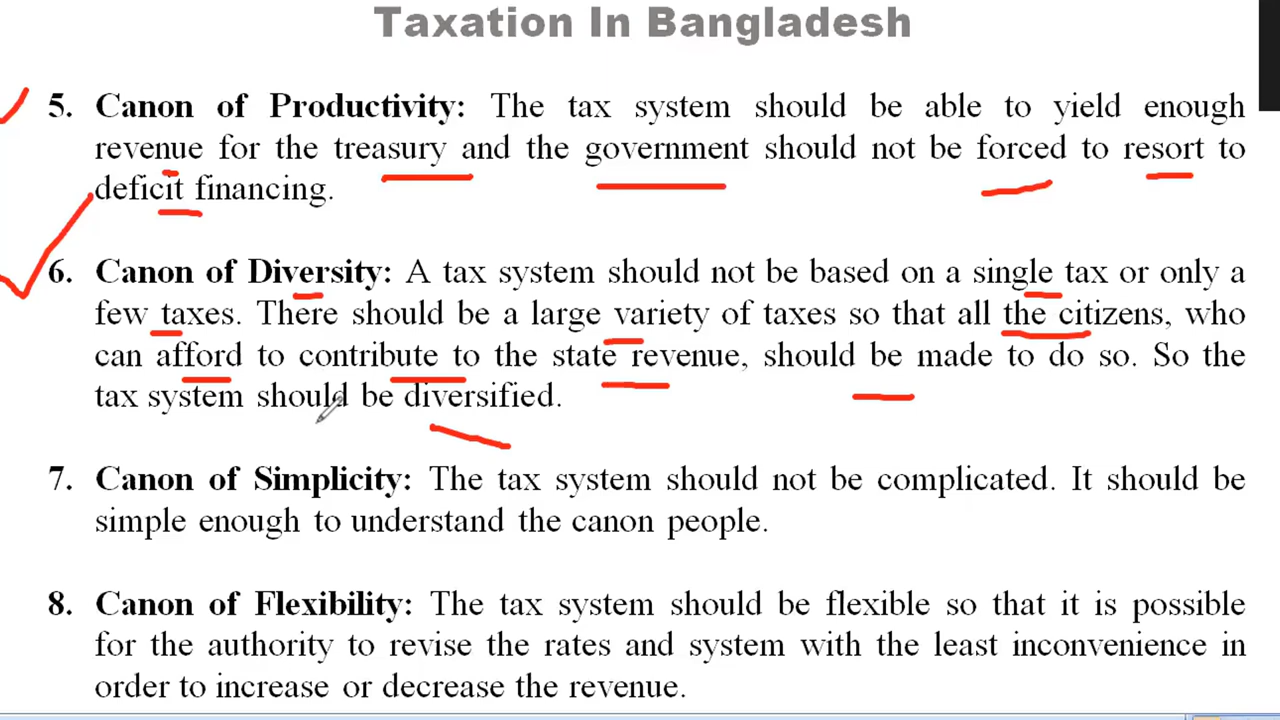 Taxation In Bangladesh
5. Canon of Productivity: The tax system should be able to yield enough
revenue for the treasury and the government should not be forced to resort to
deficit financing.
6. Canon of Diversity: A tax system should not be based on a single tax or only a
few taxes. There should be a large variety of taxes so that all the citizens, who
can afford to contribute to the state revenue, should be made to do so. So the
tax system should be diversified.
7. Canon of Simplicity: The tax system should not be complicated. It should be
simple enough to understand the canon people.
8. Canon of Flexibility: The tax system should be flexible so that it is possible
for the authority to revise the rates and system with the least inconvenience in
order to increase or decrease the revenue.